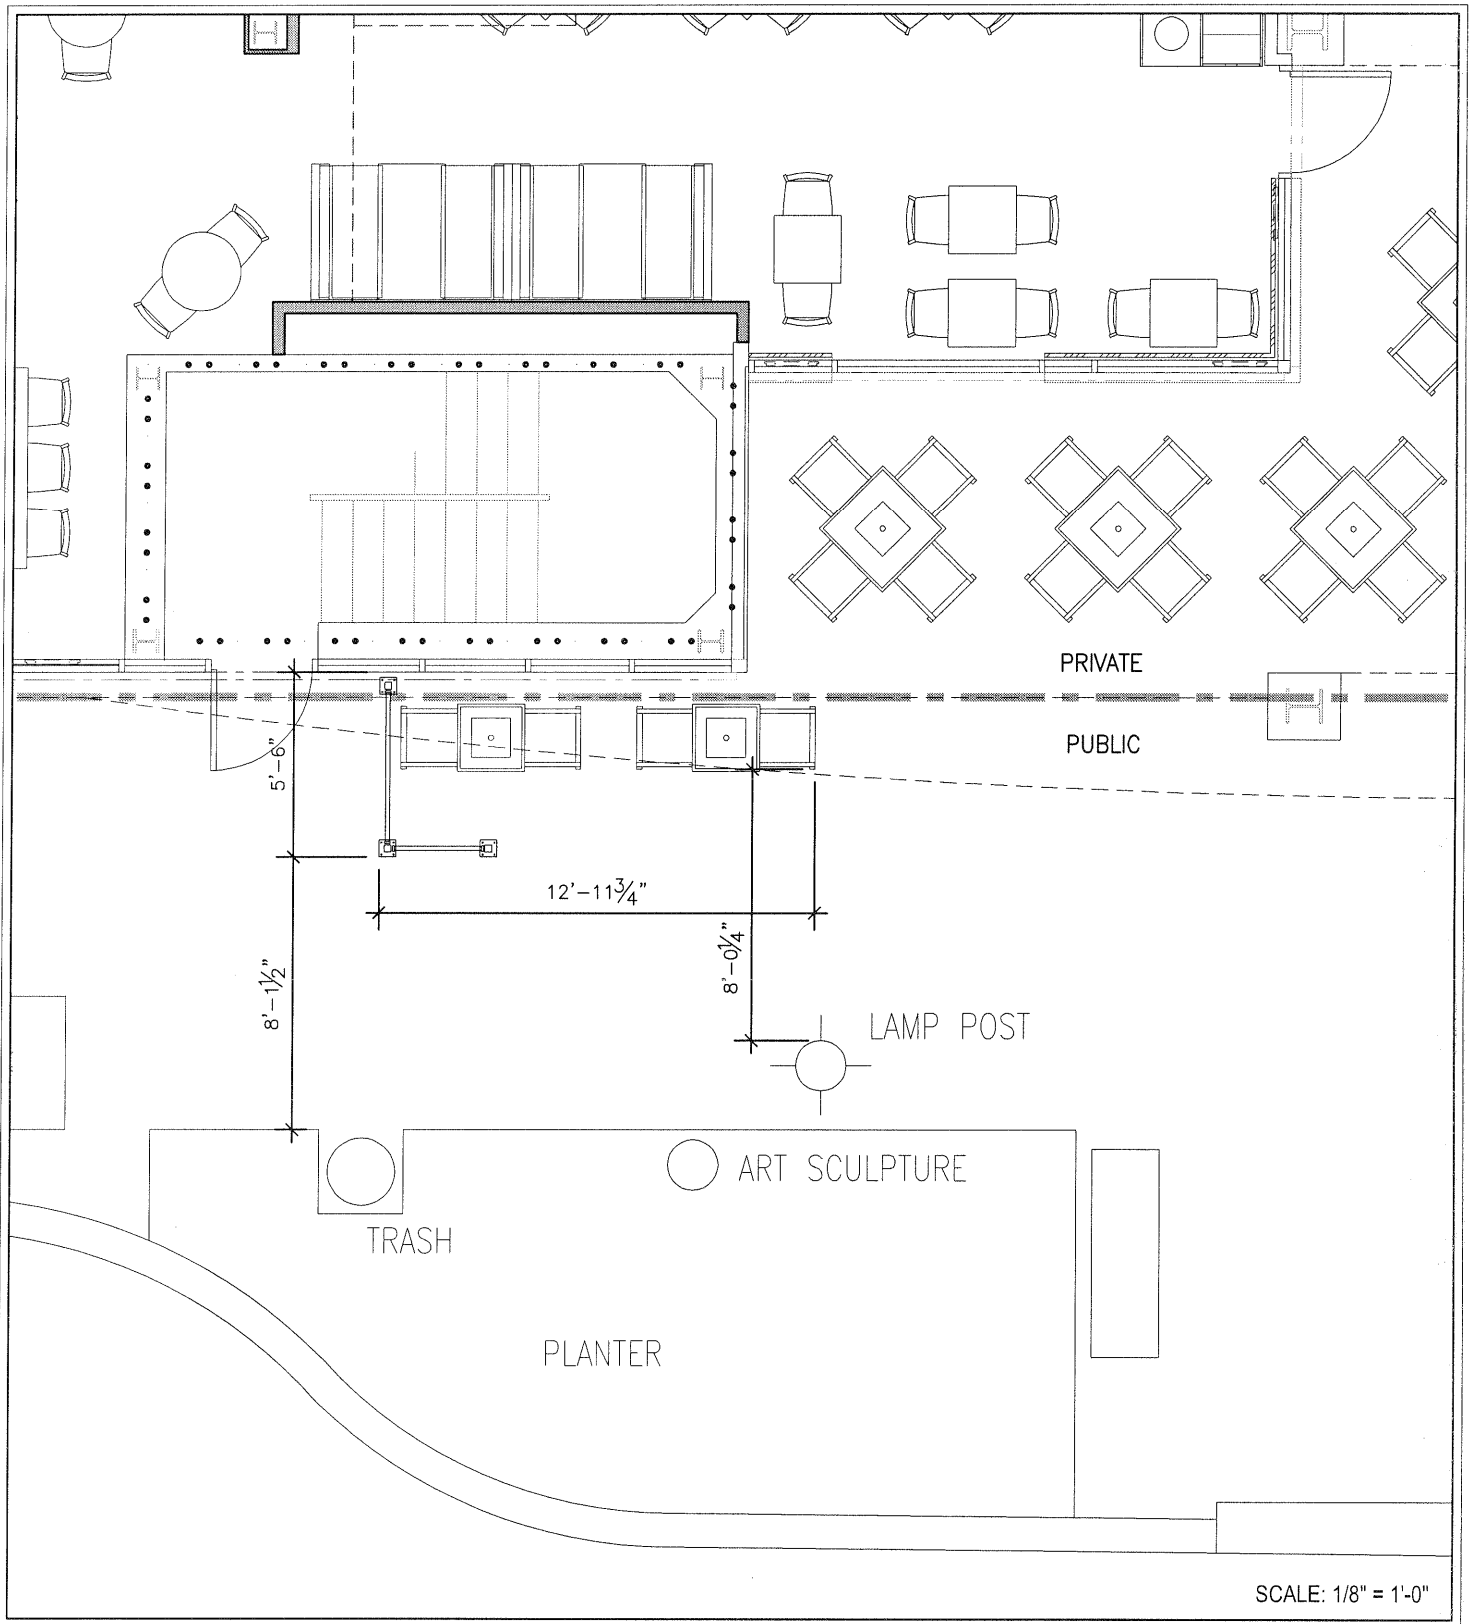 PRIVATE
PUBLIC
5'-6"
12'-11¾"
8'-0¼"
8'-1½"
LAMP POST
ART SCULPTURE
TRASH
PLANTER
SCALE: 1/8" = 1'-0"